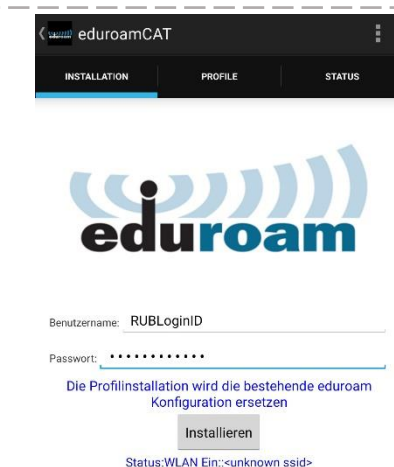 eduroamCAT
INSTALLATION PROFILE STATUS
eduroam
Benutzername: RUBLoginID
Passwort: ••••••••••••
Die Profilinstallation wird die bestehende eduroam
Konfiguration ersetzen
Installieren
Status:WLAN Ein::<unknown ssid>